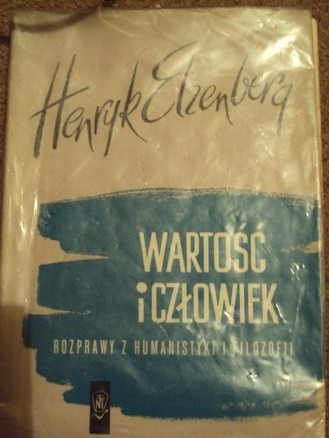 Henryk Elzenberg
WARTOŚĆ
i CZŁOWIEK
ROZPRAWY Z HUMANISTYKI I FILOZOFII